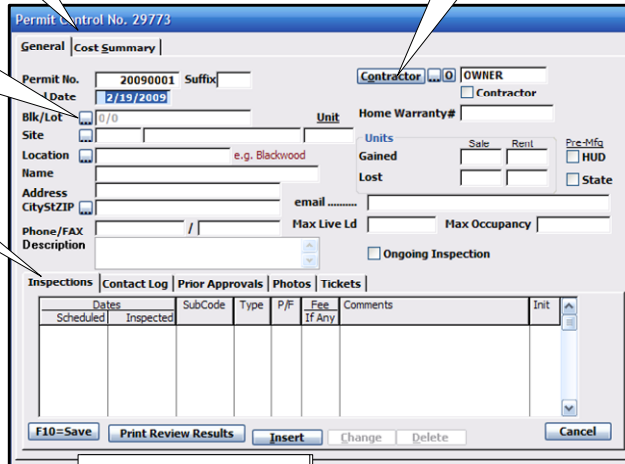 Permit Control No. 29773
General Cost Summary
Permit No. 20090001 Suffix Contractor ... O OWNER
Date 2/19/2009 Contractor
Blk/Lot ... 0/0 Unit Home Warranty#
Site ... Units Sale Rent Pre-Mfg
Location ... e.g. Blackwood Gained HUD
Name Lost State
Address
CityStZIP ... email ..........
Phone/FAX / Max Live Ld Max Occupancy
Description Ongoing Inspection
Inspections Contact Log Prior Approvals Photos Tickets
Dates SubCode Type P/F Fee Comments Init
Scheduled Inspected If Any
F10=Save Print Review Results Insert Change Delete Cancel